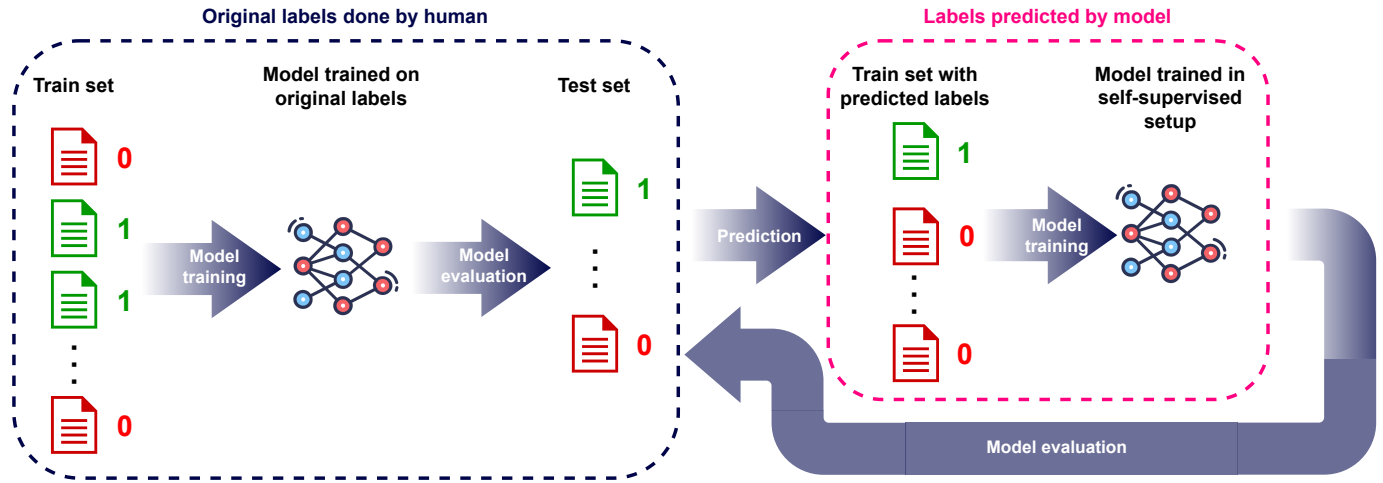 Original labels done by human
Labels predicted by model
Train set
Model trained on
original labels
Test set
Train set with
predicted labels
Model trained in
self-supervised
setup
0
1
1
0
Model
training
Model
evaluation
1
0
Prediction
1
0
0
Model
training
Model evaluation